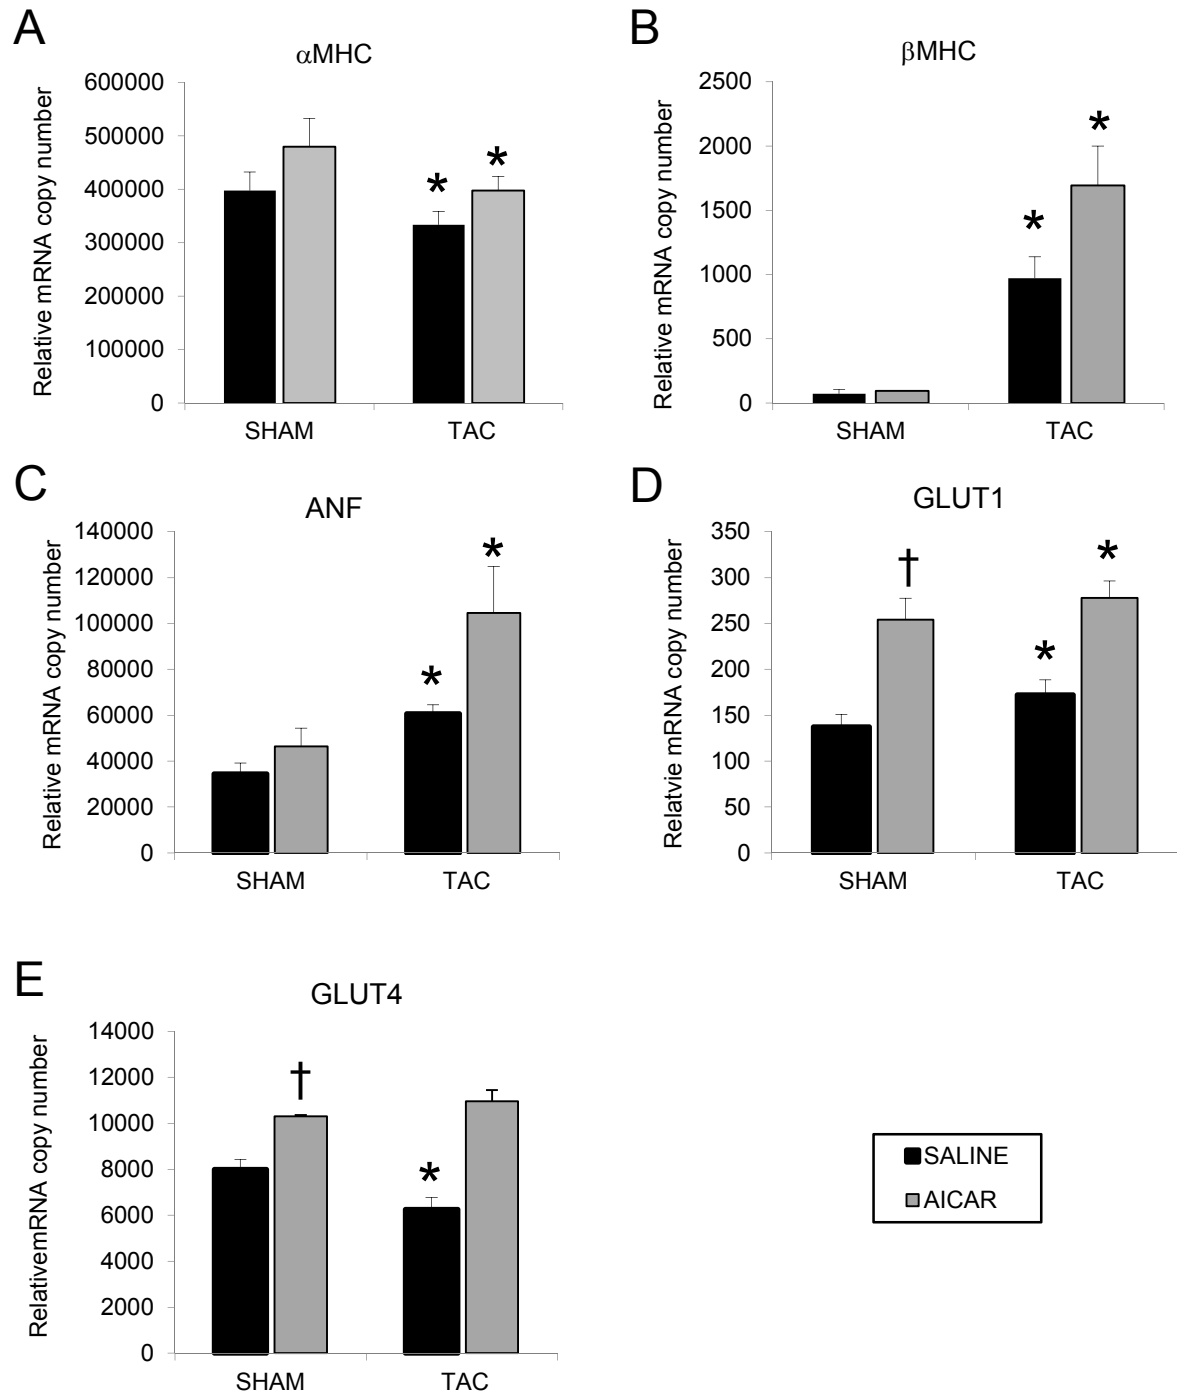 A
αMHC
Relative mRNA copy number
600000
500000
400000
300000
200000
100000
0
*
*
SHAM
TAC
B
βMHC
Relative mRNA copy number
2500
2000
1500
1000
500
0
*
*
SHAM
TAC
C
ANF
Relative mRNA copy number
140000
120000
100000
80000
60000
40000
20000
0
*
*
SHAM
TAC
D
GLUT1
Relatvie mRNA copy number
350
300
250
200
150
100
50
0
†
*
*
SHAM
TAC
E
GLUT4
RelativemRNA copy number
14000
12000
10000
8000
6000
4000
2000
0
†
*
SHAM
TAC
SALINE
AICAR